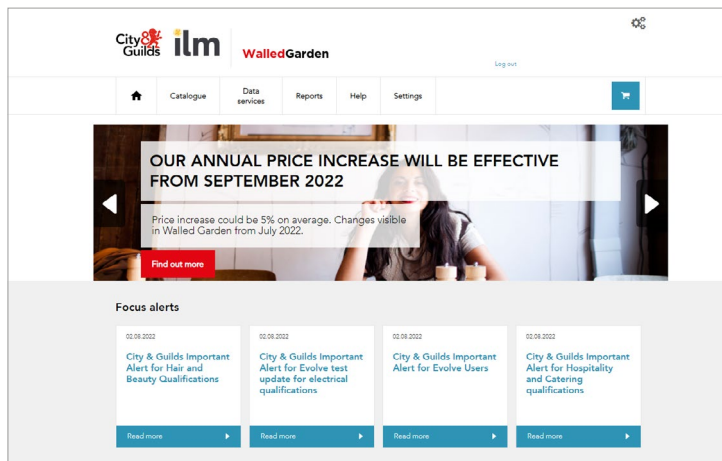 City&
Guilds
ilm
WalledGarden
Log out
Catalogue
Data
services
Reports
Help
Settings
OUR ANNUAL PRICE INCREASE WILL BE EFFECTIVE
FROM SEPTEMBER 2022
Price increase could be 5% on average. Changes visible
in Walled Garden from July 2022.
Find out more
Focus alerts
02.08.2022
City & Guilds Important
Alert for Hair and
Beauty Qualifications
Read more
02.08.2022
City & Guilds Important
Alert for Evolve test
update for electrical
qualifications
Read more
02.08.2022
City & Guilds Important
Alert for Evolve Users
Read more
02.08.2022
City & Guilds Important
Alert for Hospitality
and Catering
qualifications
Read more